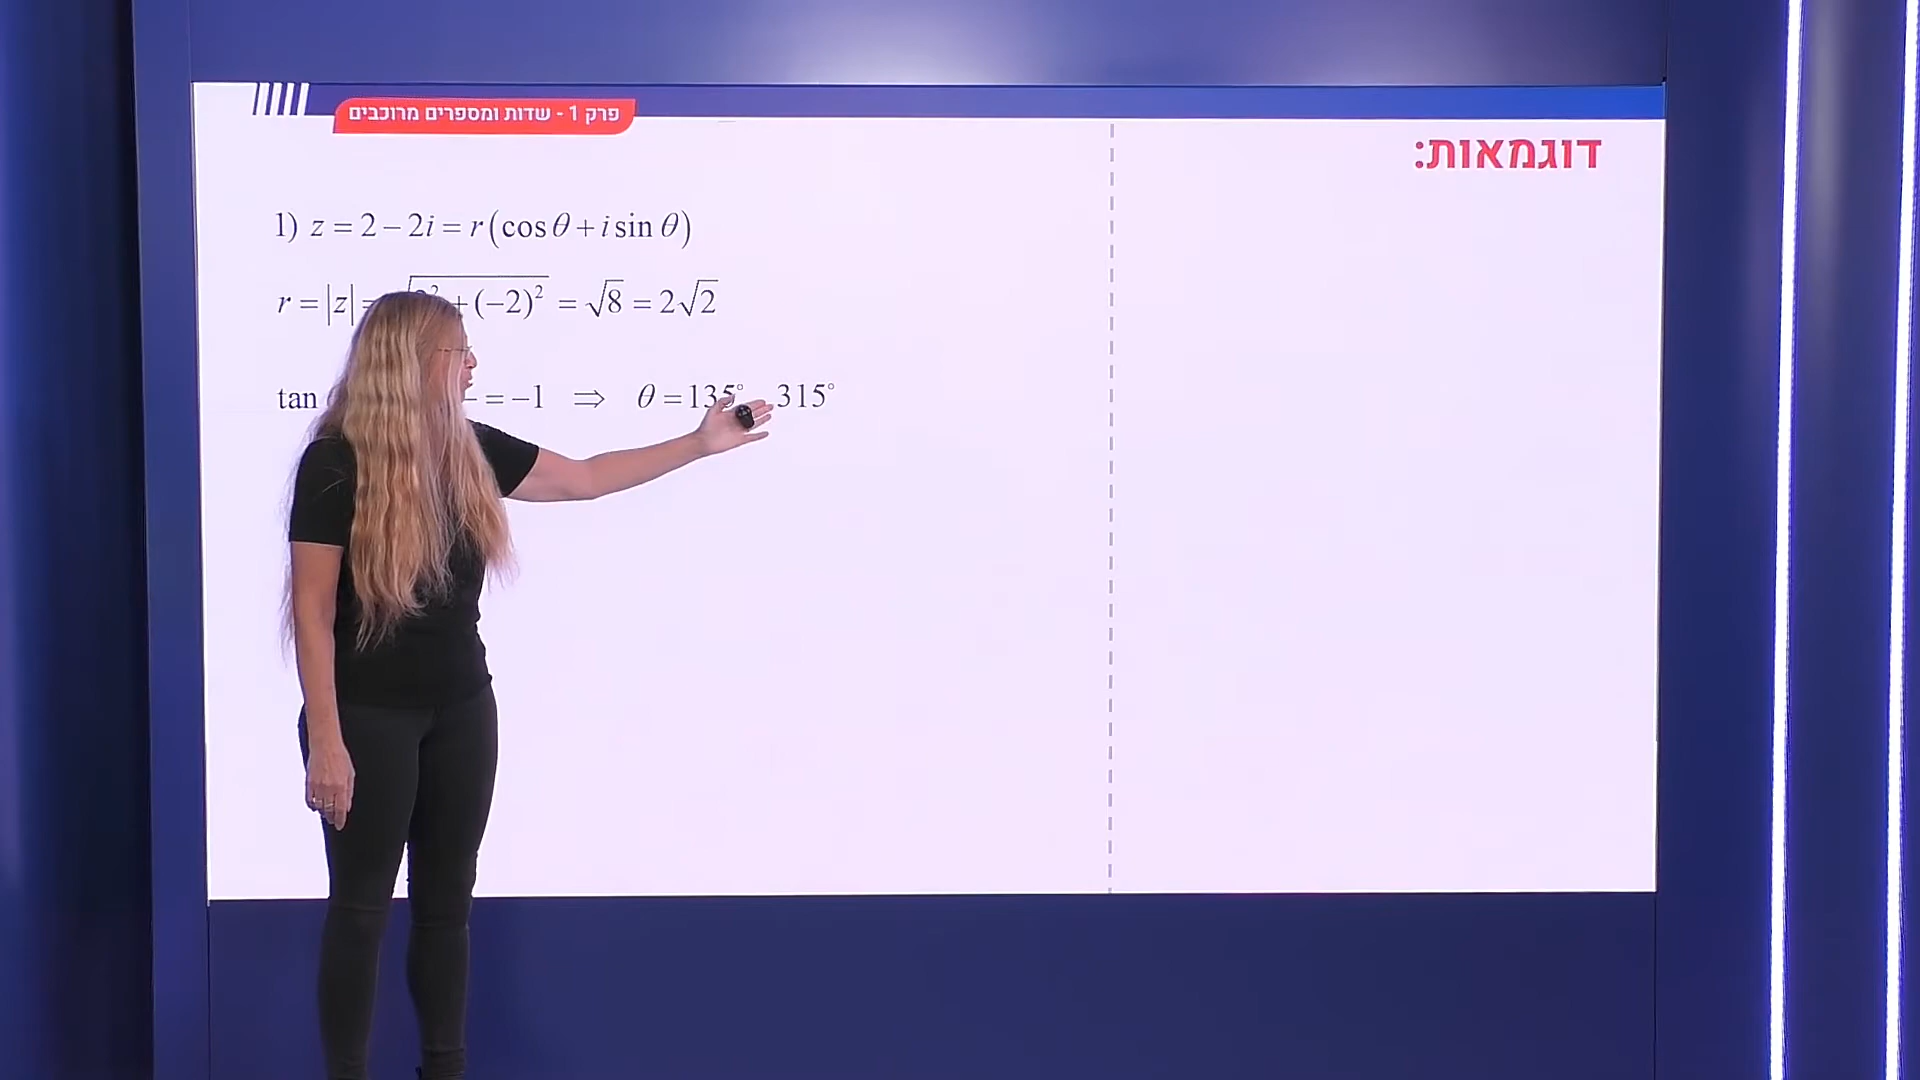 פרק 1 - שדות ומספרים מרוכבים
דוגמאות:
1) z = 2 − 2i = r(cos θ + i sin θ)
r = |z| = √2² + (−2)² = √8 = 2√2
tan = −1 ⇒ θ = 135° 315°